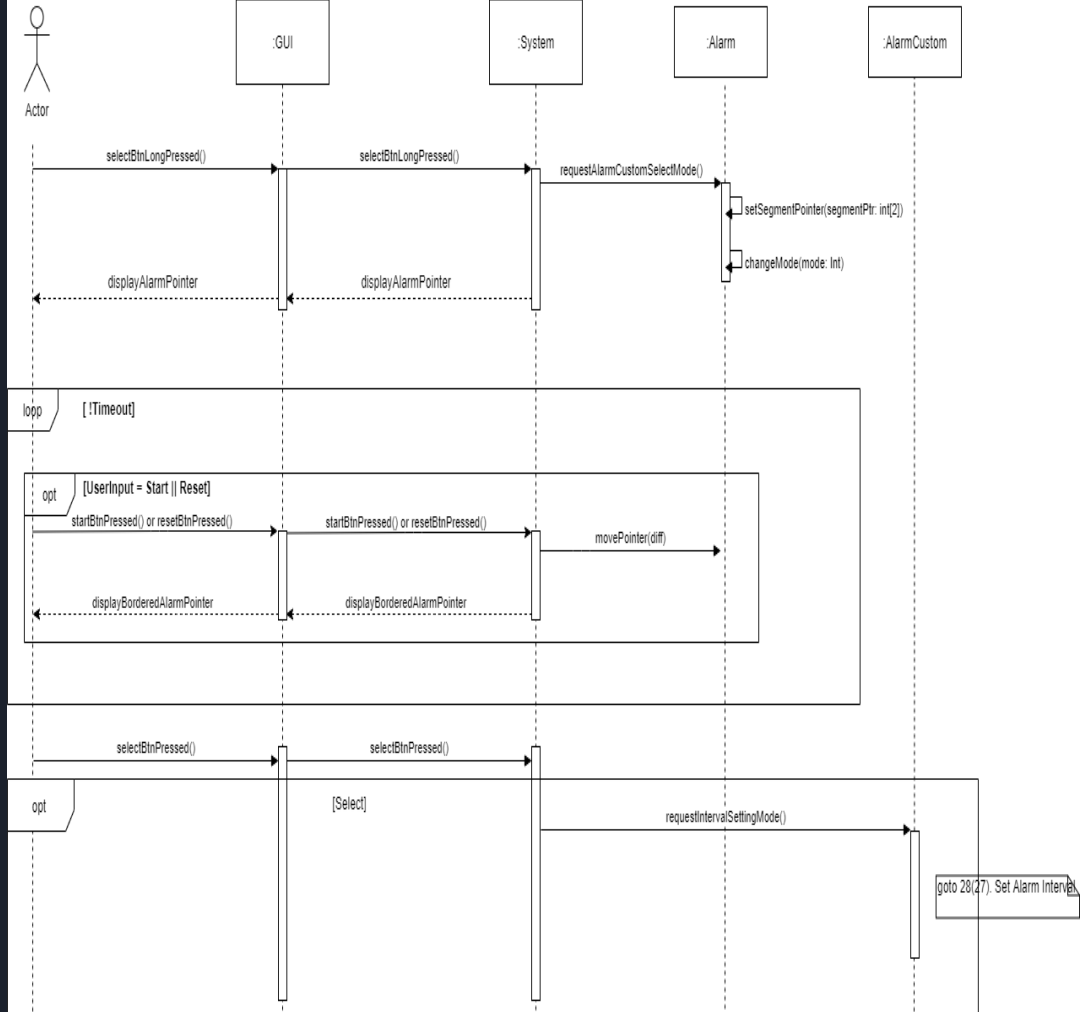 :GUI
:System
:Alarm
:AlarmCustom
Actor
selectBtnLongPressed()
selectBtnLongPressed()
requestAlarmCustomSelectMode()
setSegmentPointer(segmentPtr: int[2])
changeMode(mode: Int)
displayAlarmPointer
displayAlarmPointer
loop
[ !Timeout]
opt
[UserInput = Start || Reset]
startBtnPressed() or resetBtnPressed()
startBtnPressed() or resetBtnPressed()
movePointer(diff)
displayBorderedAlarmPointer
displayBorderedAlarmPointer
selectBtnPressed()
selectBtnPressed()
opt
[Select]
requestIntervalSettingMode()
goto 28(27). Set Alarm Interval